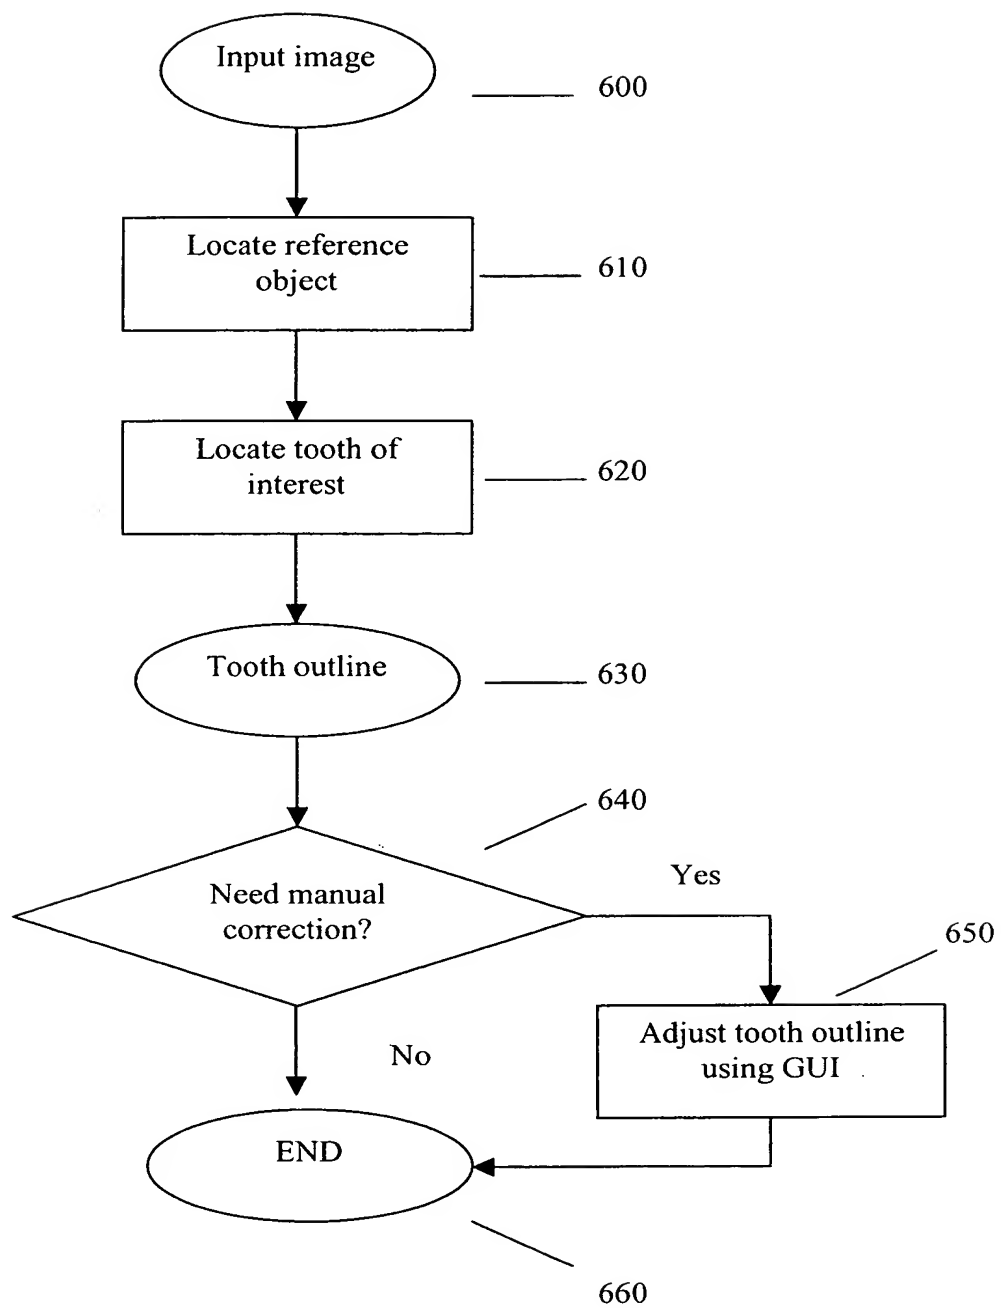 Input image
600
Locate reference
object
610
Locate tooth of
interest
620
Tooth outline
630
640
Need manual
correction?
Yes
650
Adjust tooth outline
using GUI
No
END
660